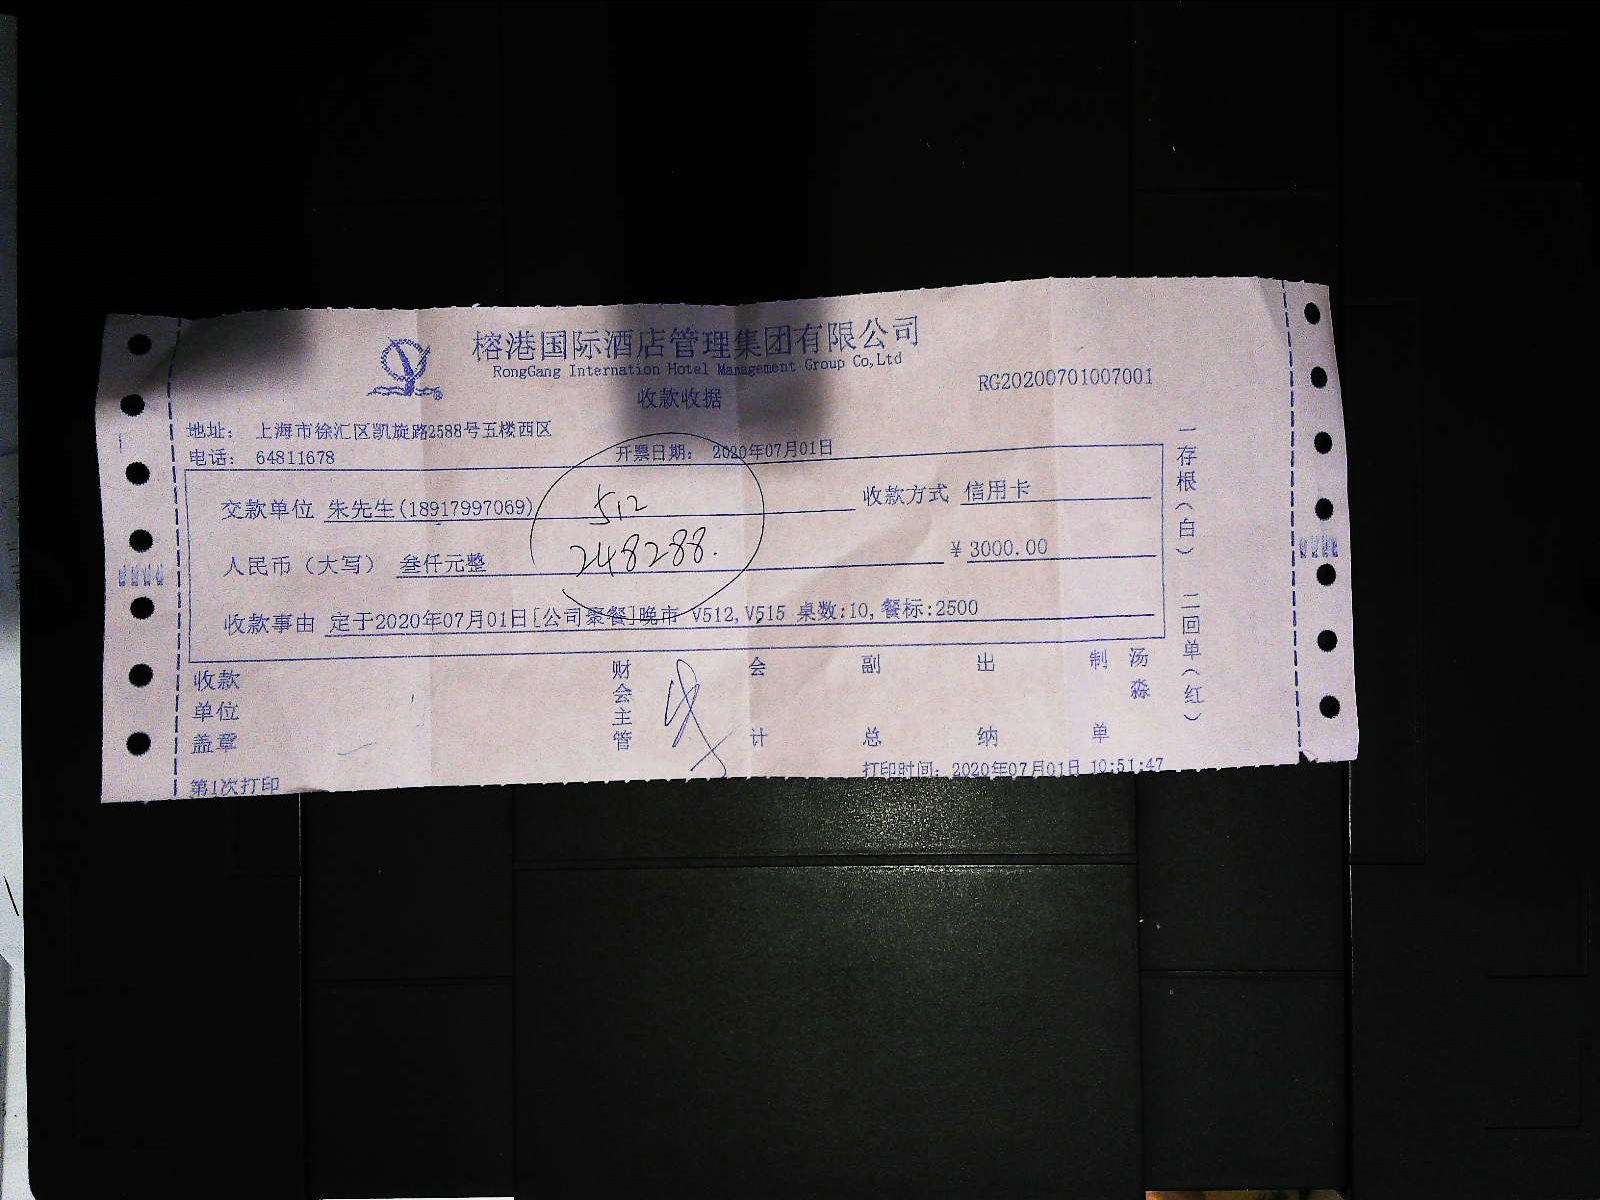 榕港国际酒店管理集团有限公司
RongGang Internation Hotel Management Group Co,Ltd
收款收据
RG20200701007001
地址： 上海市徐汇区凯旋路2588号五楼西区
电话： 64811678
开票日期： 2020年07月01日
交款单位 朱先生(18917997069) 收款方式 信用卡
512
人民币（大写） 叁仟元整 ¥ 3000.00
248288.
收款事由 定于2020年07月01日[公司聚餐]晚市 V512,V515 桌数:10,餐标:2500
收款单位盖章
财会主管
会计
副总
出纳
制单
汤淼
第1次打印
打印时间： 2020年07月01日 10:51:47
一存根（白） 二回单（红）